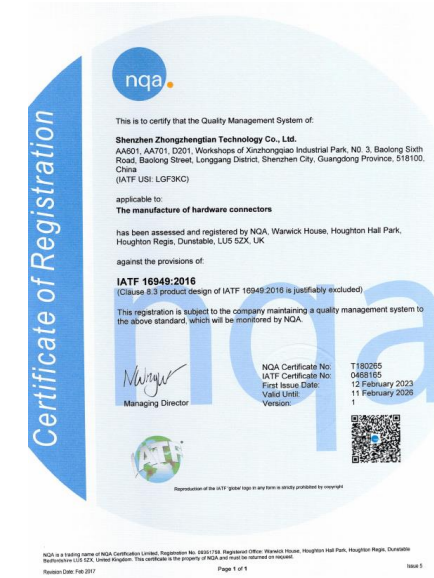 nqa.
This is to certify that the Quality Management System of:
Shenzhen Zhongzhengtian Technology Co., Ltd.
AA601, AA701, D201, Workshops of Xinzhongqiao Industrial Park, N0. 3, Baolong Sixth
Road, Baolong Street, Longgang District, Shenzhen City, Guangdong Province, 518100,
China
(IATF USI: LGF3KC)
applicable to:
The manufacture of hardware connectors
has been assessed and registered by NQA, Warwick House, Houghton Hall Park,
Houghton Regis, Dunstable, LU5 5ZX, UK
against the provisions of:
IATF 16949:2016
(Clause 8.3 product design of IATF 16949:2016 is justifiably excluded)
This registration is subject to the company maintaining a quality management system to
the above standard, which will be monitored by NQA.
Certificate of Registration
nqa
Managing Director
NQA Certificate No: T180265
IATF Certificate No: 0468165
First Issue Date: 12 February 2023
Valid Until: 11 February 2026
Version: 1
IATF
Reproduction of the IATF 'global' logo in any form is strictly prohibited by copyright
NQA is a trading name of NQA Certification Limited, Registration No. 09351758. Registered Office: Warwick House, Houghton Hall Park, Houghton Regis, Dunstable
Bedfordshire LU5 5ZX, United Kingdom. This certificate is the property of NQA and must be returned on request.
Revision Date: Feb 2017
Page 1 of 1
Issue 5